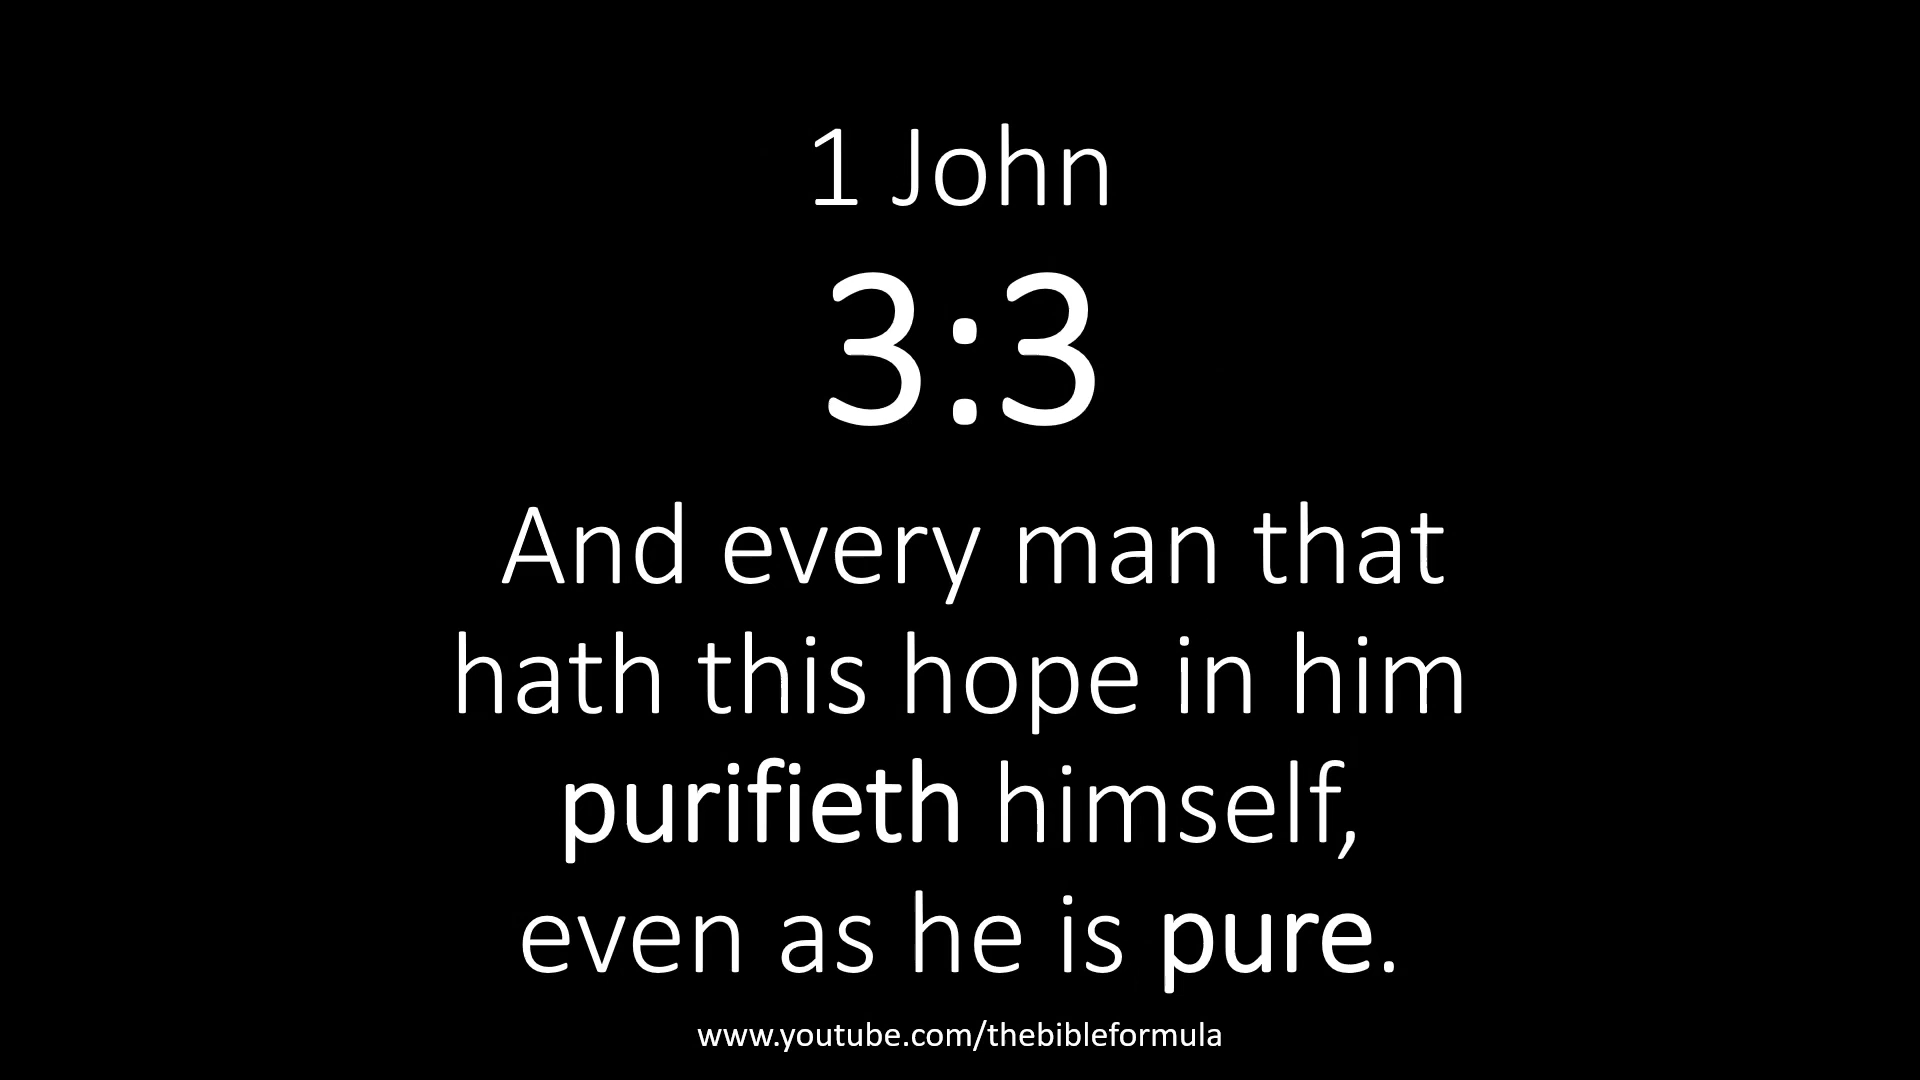 1 John
3:3
And every man that
hath this hope in him
purifieth himself,
even as he is pure.
www.youtube.com/thebibleformula